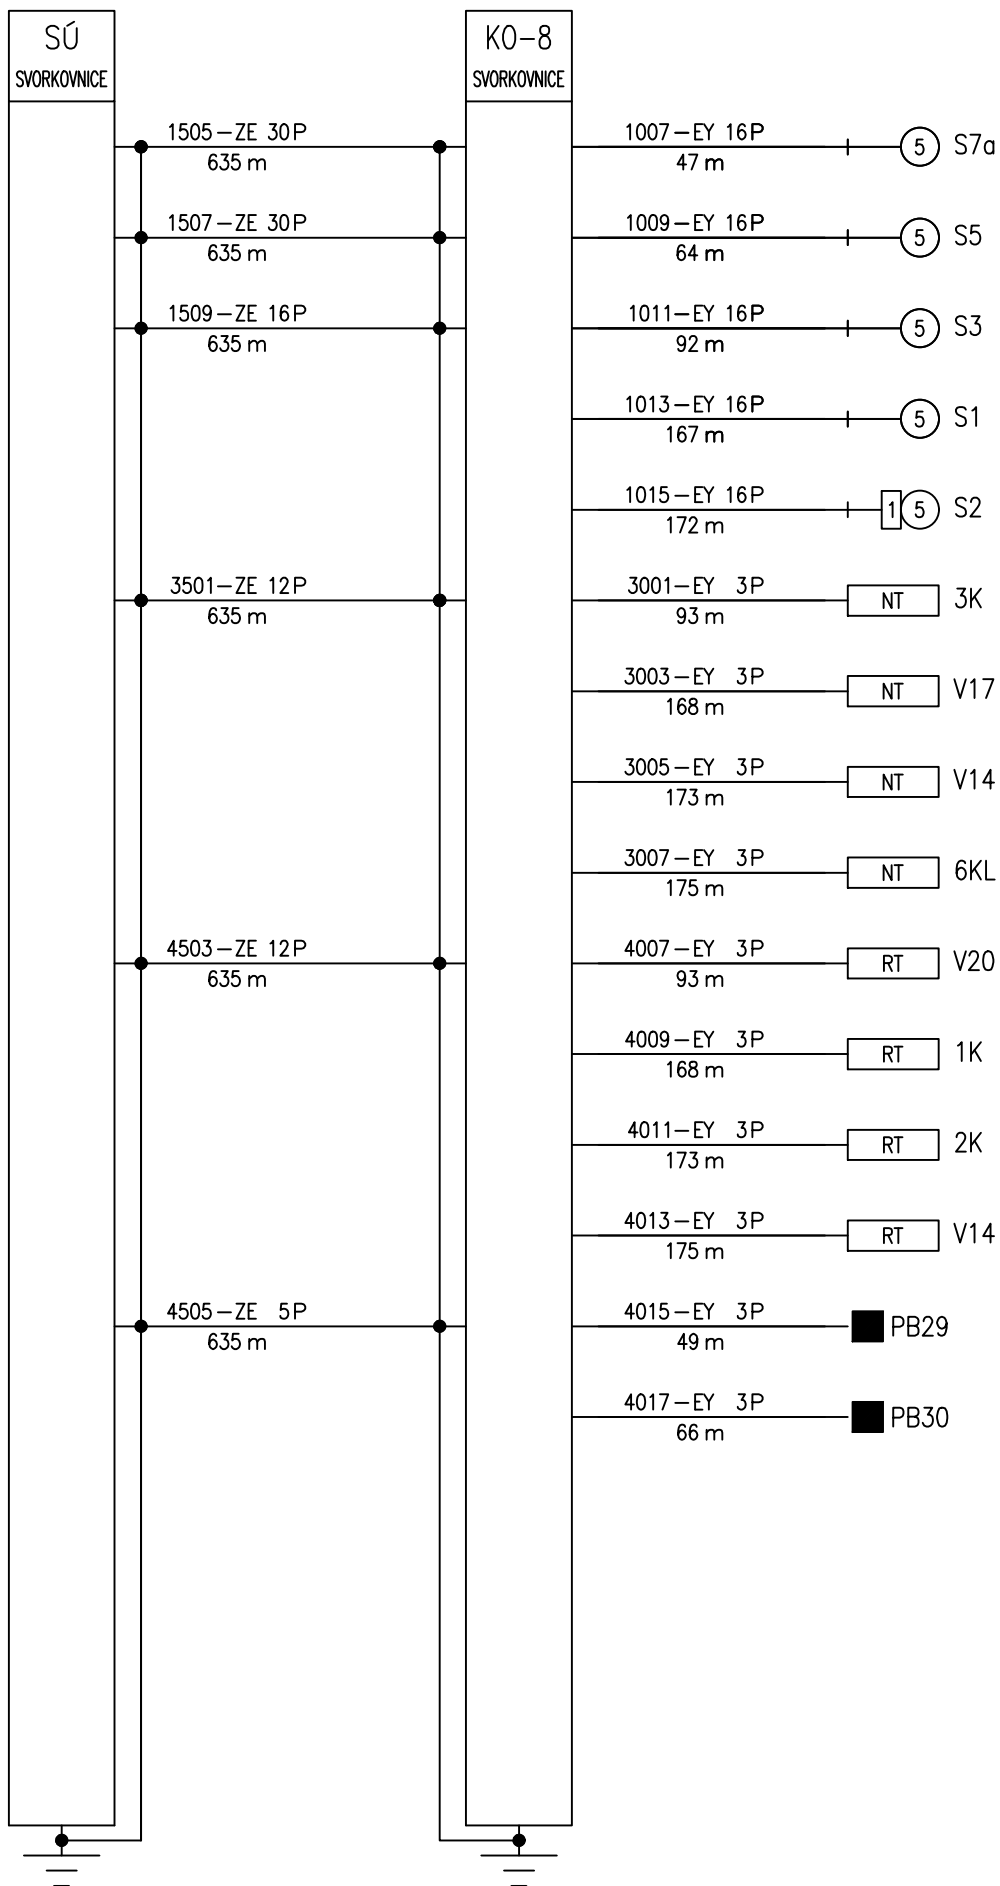 SÚ
SVORKOVNICE
KO-8
SVORKOVNICE
1505-ZE 30P
635 m
1007-EY 16P
47 m
5 S7a
1507-ZE 30P
635 m
1009-EY 16P
64 m
5 S5
1509-ZE 16P
635 m
1011-EY 16P
92 m
5 S3
1013-EY 16P
167 m
5 S1
1015-EY 16P
172 m
1 5 S2
3501-ZE 12P
635 m
3001-EY 3P
93 m
NT 3K
3003-EY 3P
168 m
NT V17
3005-EY 3P
173 m
NT V14
3007-EY 3P
175 m
NT 6KL
4503-ZE 12P
635 m
4007-EY 3P
93 m
RT V20
4009-EY 3P
168 m
RT 1K
4011-EY 3P
173 m
RT 2K
4013-EY 3P
175 m
RT V14
4505-ZE 5P
635 m
4015-EY 3P
49 m
PB29
4017-EY 3P
66 m
PB30